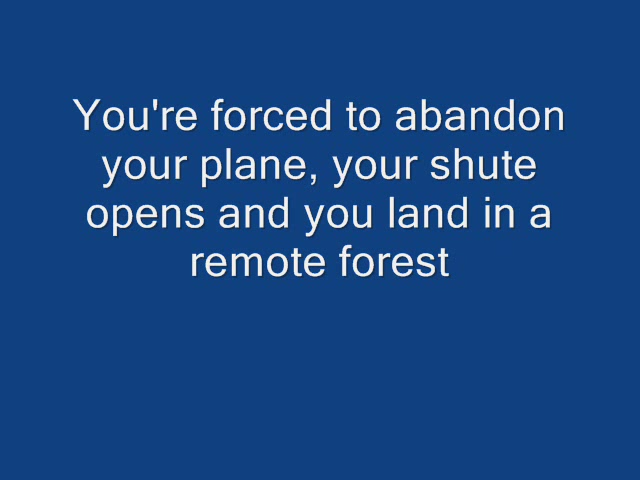 You're forced to abandon
your plane, your shute
opens and you land in a
remote forest